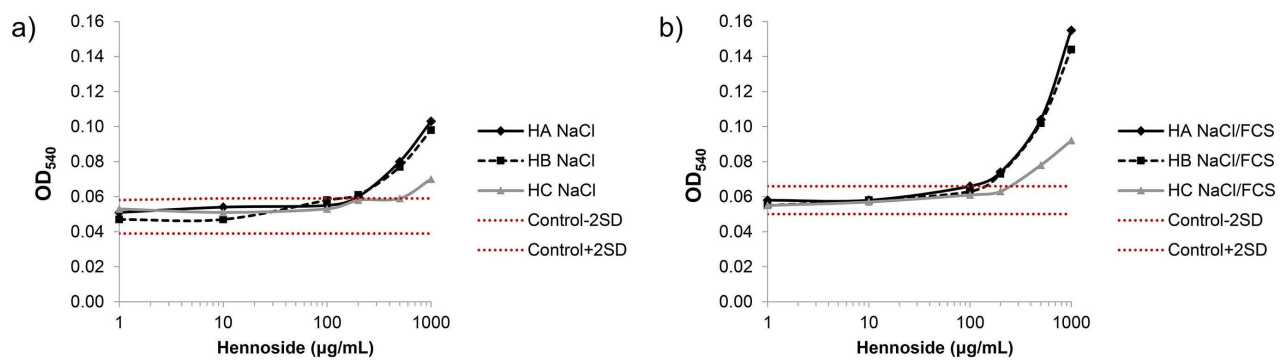 a)
0.16
0.14
0.12
0.10
0.08
0.06
0.04
0.02
0.00
OD540
1 10 100 1000
Hennoside (µg/mL)
HA NaCl
HB NaCl
HC NaCl
Control-2SD
Control+2SD
b)
0.16
0.14
0.12
0.10
0.08
0.06
0.04
0.02
0.00
OD540
1 10 100 1000
Hennoside (µg/mL)
HA NaCl/FCS
HB NaCl/FCS
HC NaCl/FCS
Control-2SD
Control+2SD